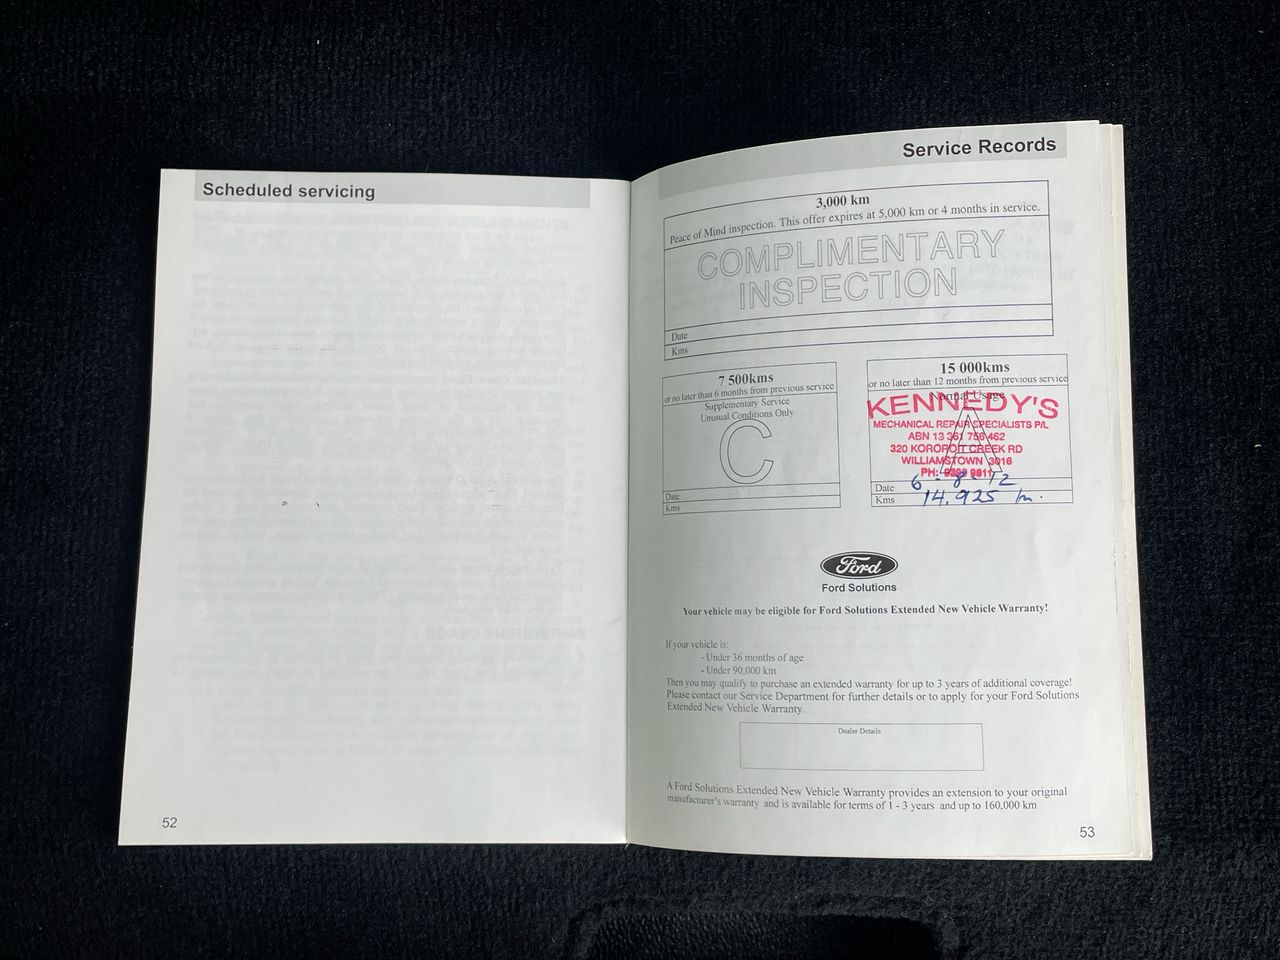 Scheduled servicing
52
Service Records
3,000 km
Peace of Mind inspection. This offer expires at 5,000 km or 4 months in service.
COMPLIMENTARY
INSPECTION
Date
Kms
7 500kms
or no later than 6 months from previous service
Supplementary Service
Unusual Conditions Only
C
Date
Kms
15 000kms
or no later than 12 months from previous service
Normal Usage
A
KENNEDY'S
MECHANICAL REPAIR SPECIALISTS P/L
ABN 13 361 756 462
320 KOROROIT CREEK RD
WILLIAMSTOWN 3016
PH: 9399 9811
Date 6 - 8 - 12
Kms 14,925
Ford
Ford Solutions
Your vehicle may be eligible for Ford Solutions Extended New Vehicle Warranty!
If your vehicle is:
- Under 36 months of age
- Under 90,000 km
Then you may qualify to purchase an extended warranty for up to 3 years of additional coverage!
Please contact our Service Department for further details or to apply for your Ford Solutions
Extended New Vehicle Warranty.
Dealer Details
A Ford Solutions Extended New Vehicle Warranty provides an extension to your original
manufacturer's warranty and is available for terms of 1 - 3 years and up to 160,000 km
53